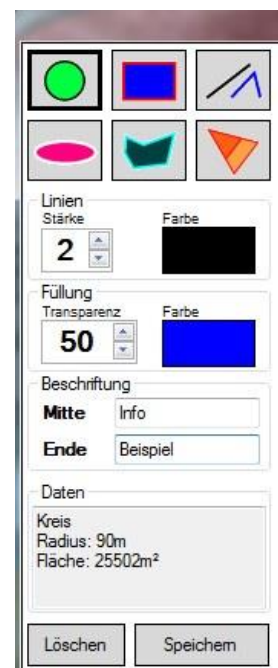 Linien
Stärke Farbe
2
Füllung
Transparenz Farbe
50
Beschriftung
Mitte Info
Ende Beispiel
Daten
Kreis
Radius: 90m
Fläche: 25502m²
Löschen Speichern